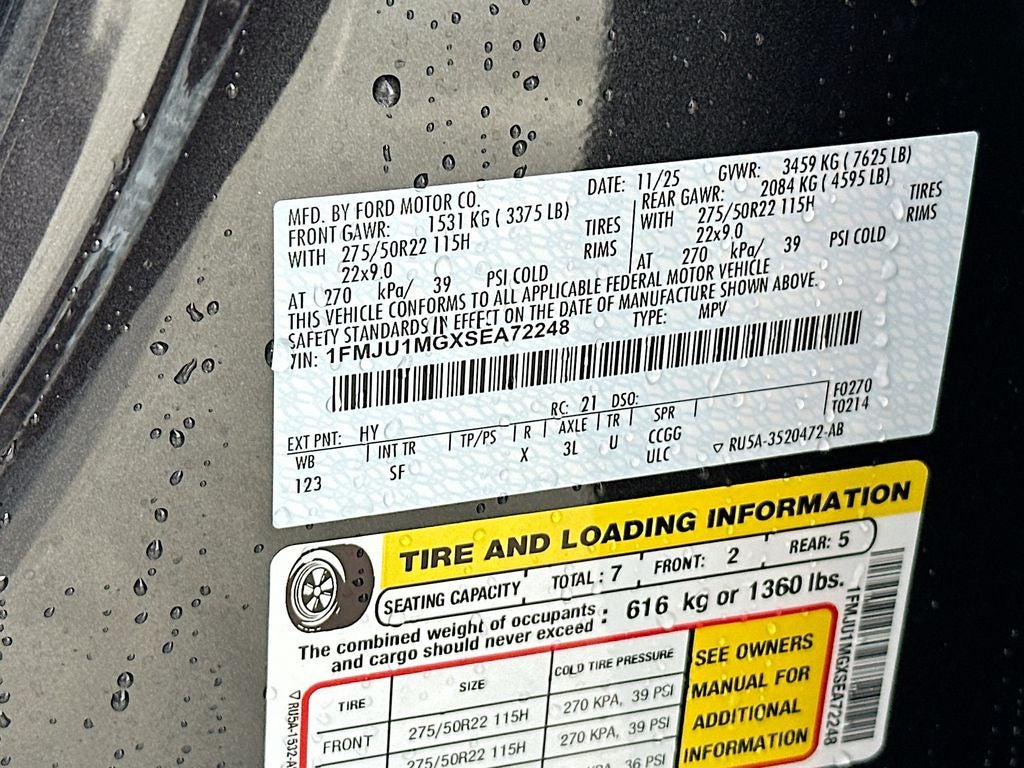 MFD. BY FORD MOTOR CO. DATE: 11/25 GVWR: 3459 KG ( 7625 LB)
FRONT GAWR: 1531 KG ( 3375 LB) REAR GAWR: 2084 KG ( 4595 LB)
WITH 275/50R22 115H TIRES WITH 275/50R22 115H TIRES
22x9.0 RIMS 22x9.0 RIMS
AT 270 kPa/ 39 PSI COLD AT 270 kPa/ 39 PSI COLD
THIS VEHICLE CONFORMS TO ALL APPLICABLE FEDERAL MOTOR VEHICLE
SAFETY STANDARDS IN EFFECT ON THE DATE OF MANUFACTURE SHOWN ABOVE.
VIN: 1FMJU1MGXSEA72248 TYPE: MPV
EXT PNT: HY RC: 21 DSO: F0270
WB INT TR TP/PS R AXLE TR SPR T0214
123 SF X 3L U CCGG
ULC ▽ RU5A-3520472-AB
TIRE AND LOADING INFORMATION
SEATING CAPACITY TOTAL : 7 FRONT: 2 REAR: 5
The combined weight of occupants
and cargo should never exceed : 616 kg or 1360 lbs.
TIRE SIZE COLD TIRE PRESSURE
FRONT 275/50R22 115H 270 KPA, 39 PSI
275/50R22 115H 270 KPA, 39 PSI
36 PSI
SEE OWNERS
MANUAL FOR
ADDITIONAL
INFORMATION
1FMJU1MGXSEA72248
▽RU5A-1532-A